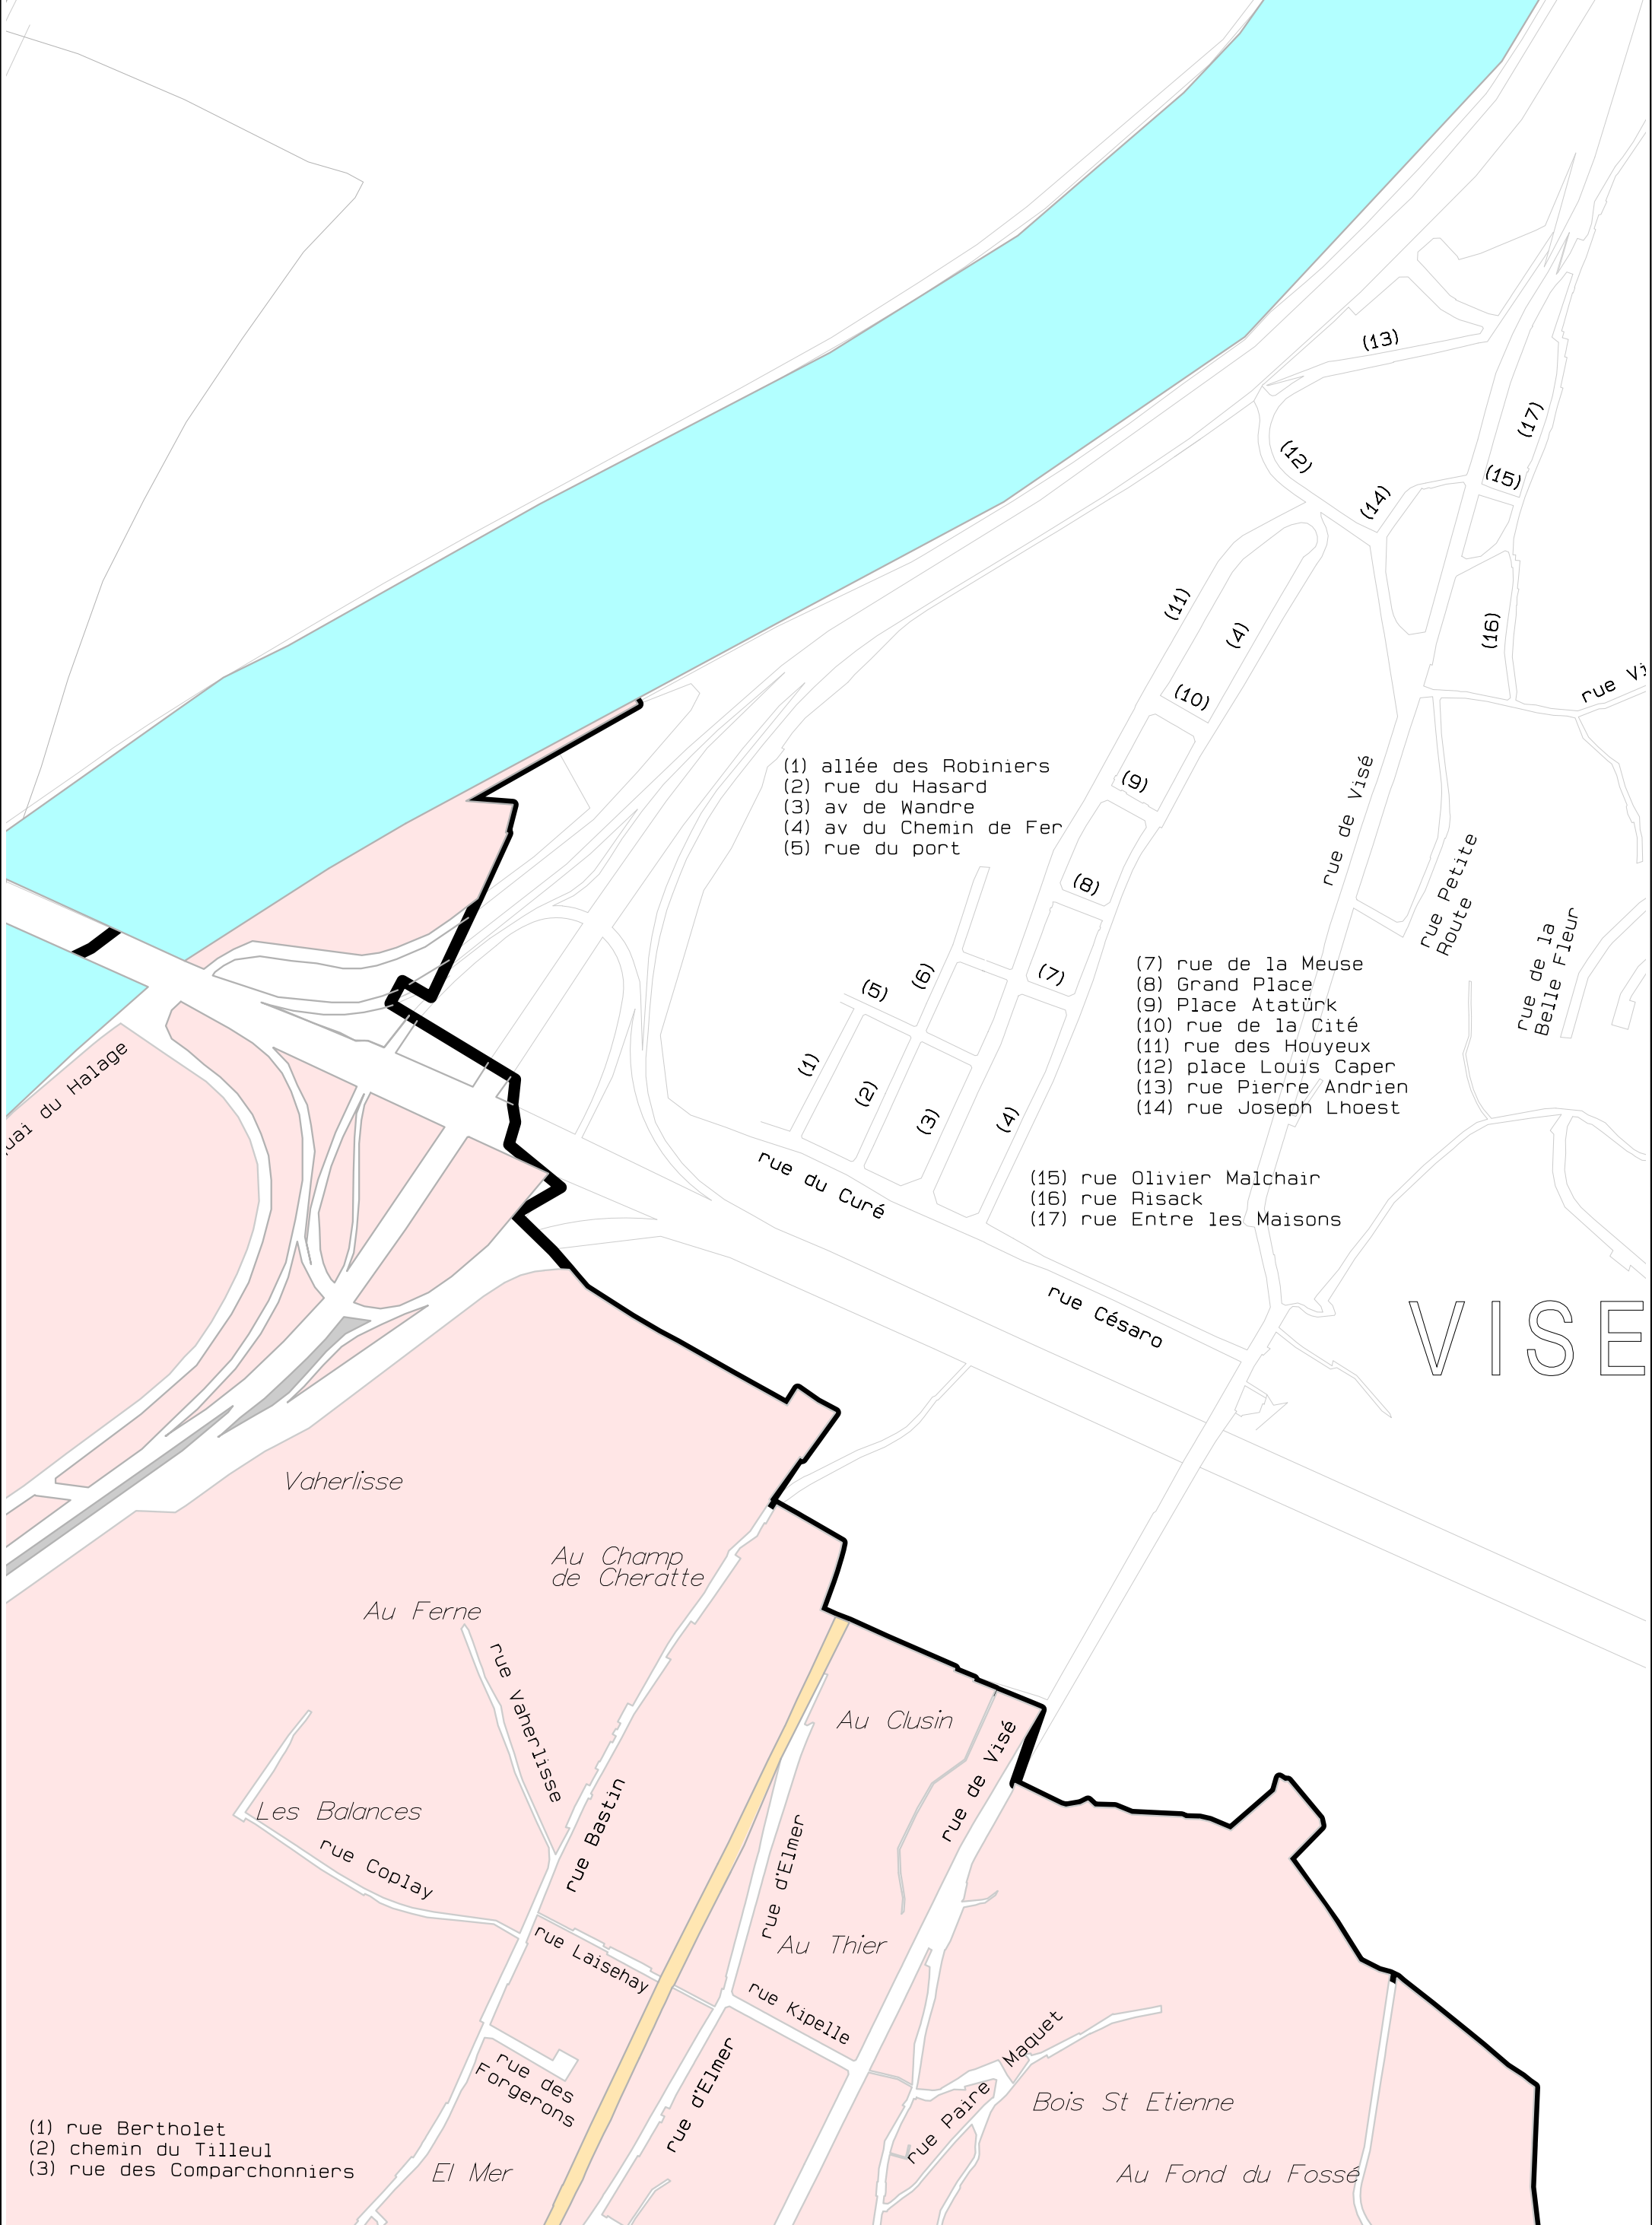 (13)
(17)
(12)
(15)
(14)
(11)
(4)
(16)
rue Vi
(10)
(9)
(1) allée des Robiniers
(2) rue du Hasard
(3) av de Wandre
(4) av du Chemin de Fer
(5) rue du port
rue de Visé
rue Petite
Route
(8)
rue de la
Belle Fleur
(7)
(6)
(5)
(7) rue de la Meuse
(8) Grand Place
(9) Place Atatürk
(10) rue de la Cité
(11) rue des Houyeux
(12) place Louis Caper
(13) rue Pierre Andrien
(14) rue Joseph Lhoest
uai du Halage
(1)
(2)
(3)
(4)
rue du Curé
(15) rue Olivier Malchair
(16) rue Risack
(17) rue Entre les Maisons
rue Césaro
VISE
Vaherlisse
Au Champ
de Cheratte
Au Ferne
rue Vaherlisse
Au Clusin
rue de Visé
Les Balances
rue Bastin
rue Coplay
rue d'Elmer
Au Thier
rue Laisehay
rue Kipelle
rue d'Elmer
rue Paire Maquet
rue des
Forgerons
Bois St Etienne
(1) rue Bertholet
(2) chemin du Tilleul
(3) rue des Comparchonniers
El Mer
Au Fond du Fossé